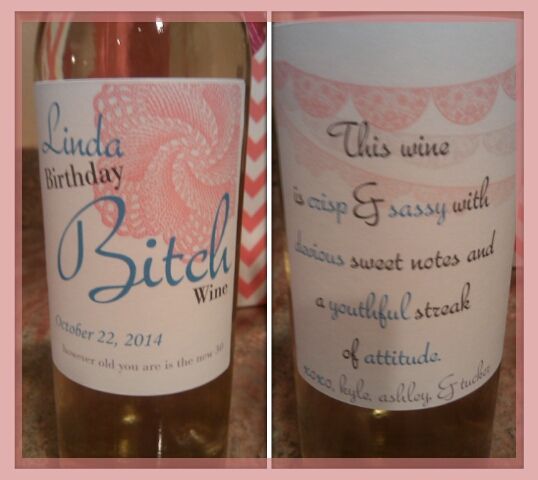 Linda
Birthday
Bitch
Wine
October 22, 2014
however old you are is the new 30
This wine
is crisp & sassy with
devious sweet notes and
a youthful streak
of attitude.
xoxo, kyle, ashley, & tucker